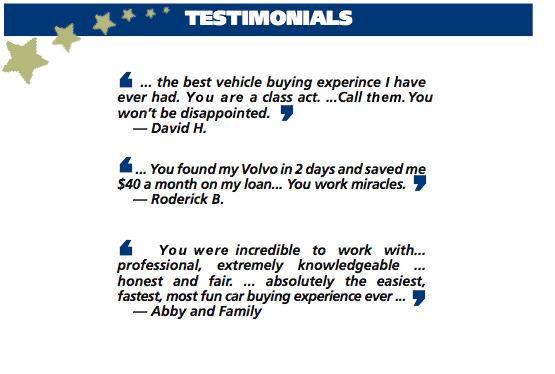 TESTIMONIALS
❛ ... the best vehicle buying experince I have
ever had. You are a class act. ...Call them. You
won't be disappointed. ❜
— David H.
❛ ... You found my Volvo in 2 days and saved me
$40 a month on my loan... You work miracles. ❜
— Roderick B.
❛ You were incredible to work with...
professional, extremely knowledgeable ...
honest and fair. ... absolutely the easiest,
fastest, most fun car buying experience ever ... ❜
— Abby and Family